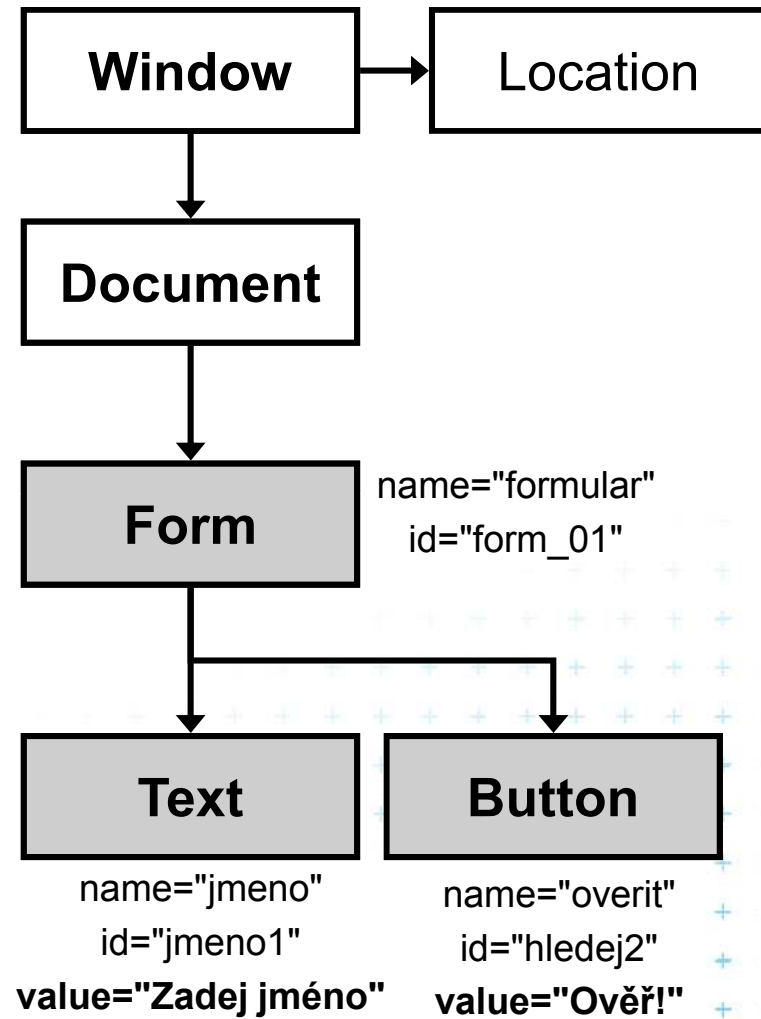 Window
Location
Document
Form
name="formular"
id="form_01"
Text
Button
name="jmeno"
id="jmeno1"
value="Zadej jméno"
name="overit"
id="hledej2"
value="Ověř!"